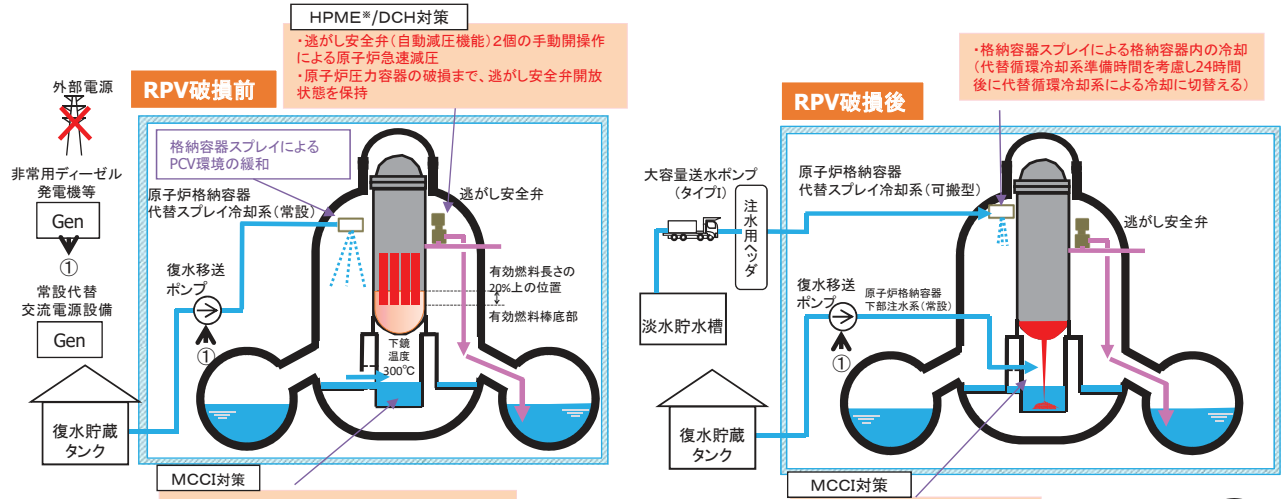 HPME※/DCH対策
・逃がし安全弁(自動減圧機能)2個の手動開操作
による原子炉急速減圧
・原子炉圧力容器の破損まで、逃がし安全弁開放
状態を保持
外部電源
RPV破損前
格納容器スプレイによる
PCV環境の緩和
非常用ディーゼル
発電機等
Gen
①
原子炉格納容器
代替スプレイ冷却系(常設)
逃がし安全弁
復水移送
ポンプ
①
有効燃料長さの
20%上の位置
有効燃料棒底部
常設代替
交流電源設備
Gen
下鏡
温度
300℃
復水貯蔵
タンク
MCCI対策
・格納容器スプレイによる格納容器内の冷却
(代替循環冷却系準備時間を考慮し24時間
後に代替循環冷却系による冷却に切替える)
RPV破損後
大容量送水ポンプ
(タイプⅠ)
注水用ヘッダ
原子炉格納容器
代替スプレイ冷却系(可搬型)
逃がし安全弁
淡水貯水槽
復水移送
ポンプ
①
原子炉格納容器
下部注水系(常設)
復水貯蔵
タンク
MCCI対策